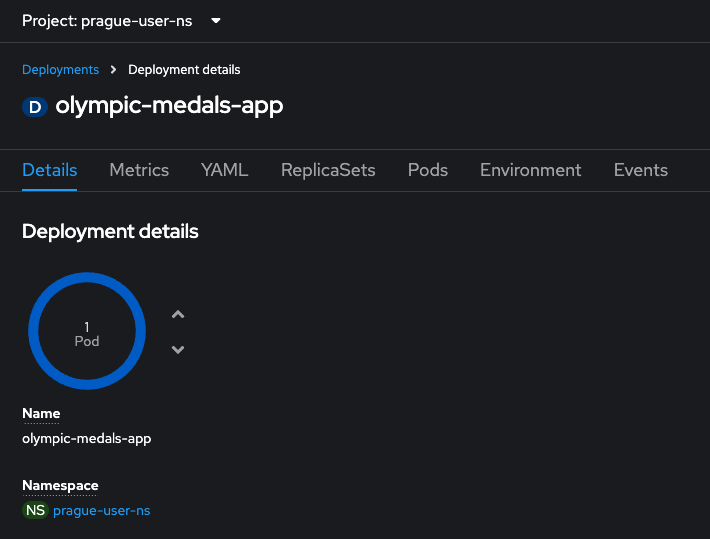 Project: prague-user-ns
Deployments Deployment details
D olympic-medals-app
Details Metrics YAML ReplicaSets Pods Environment Events
Deployment details
1
Pod
Name
olympic-medals-app
Namespace
NS prague-user-ns